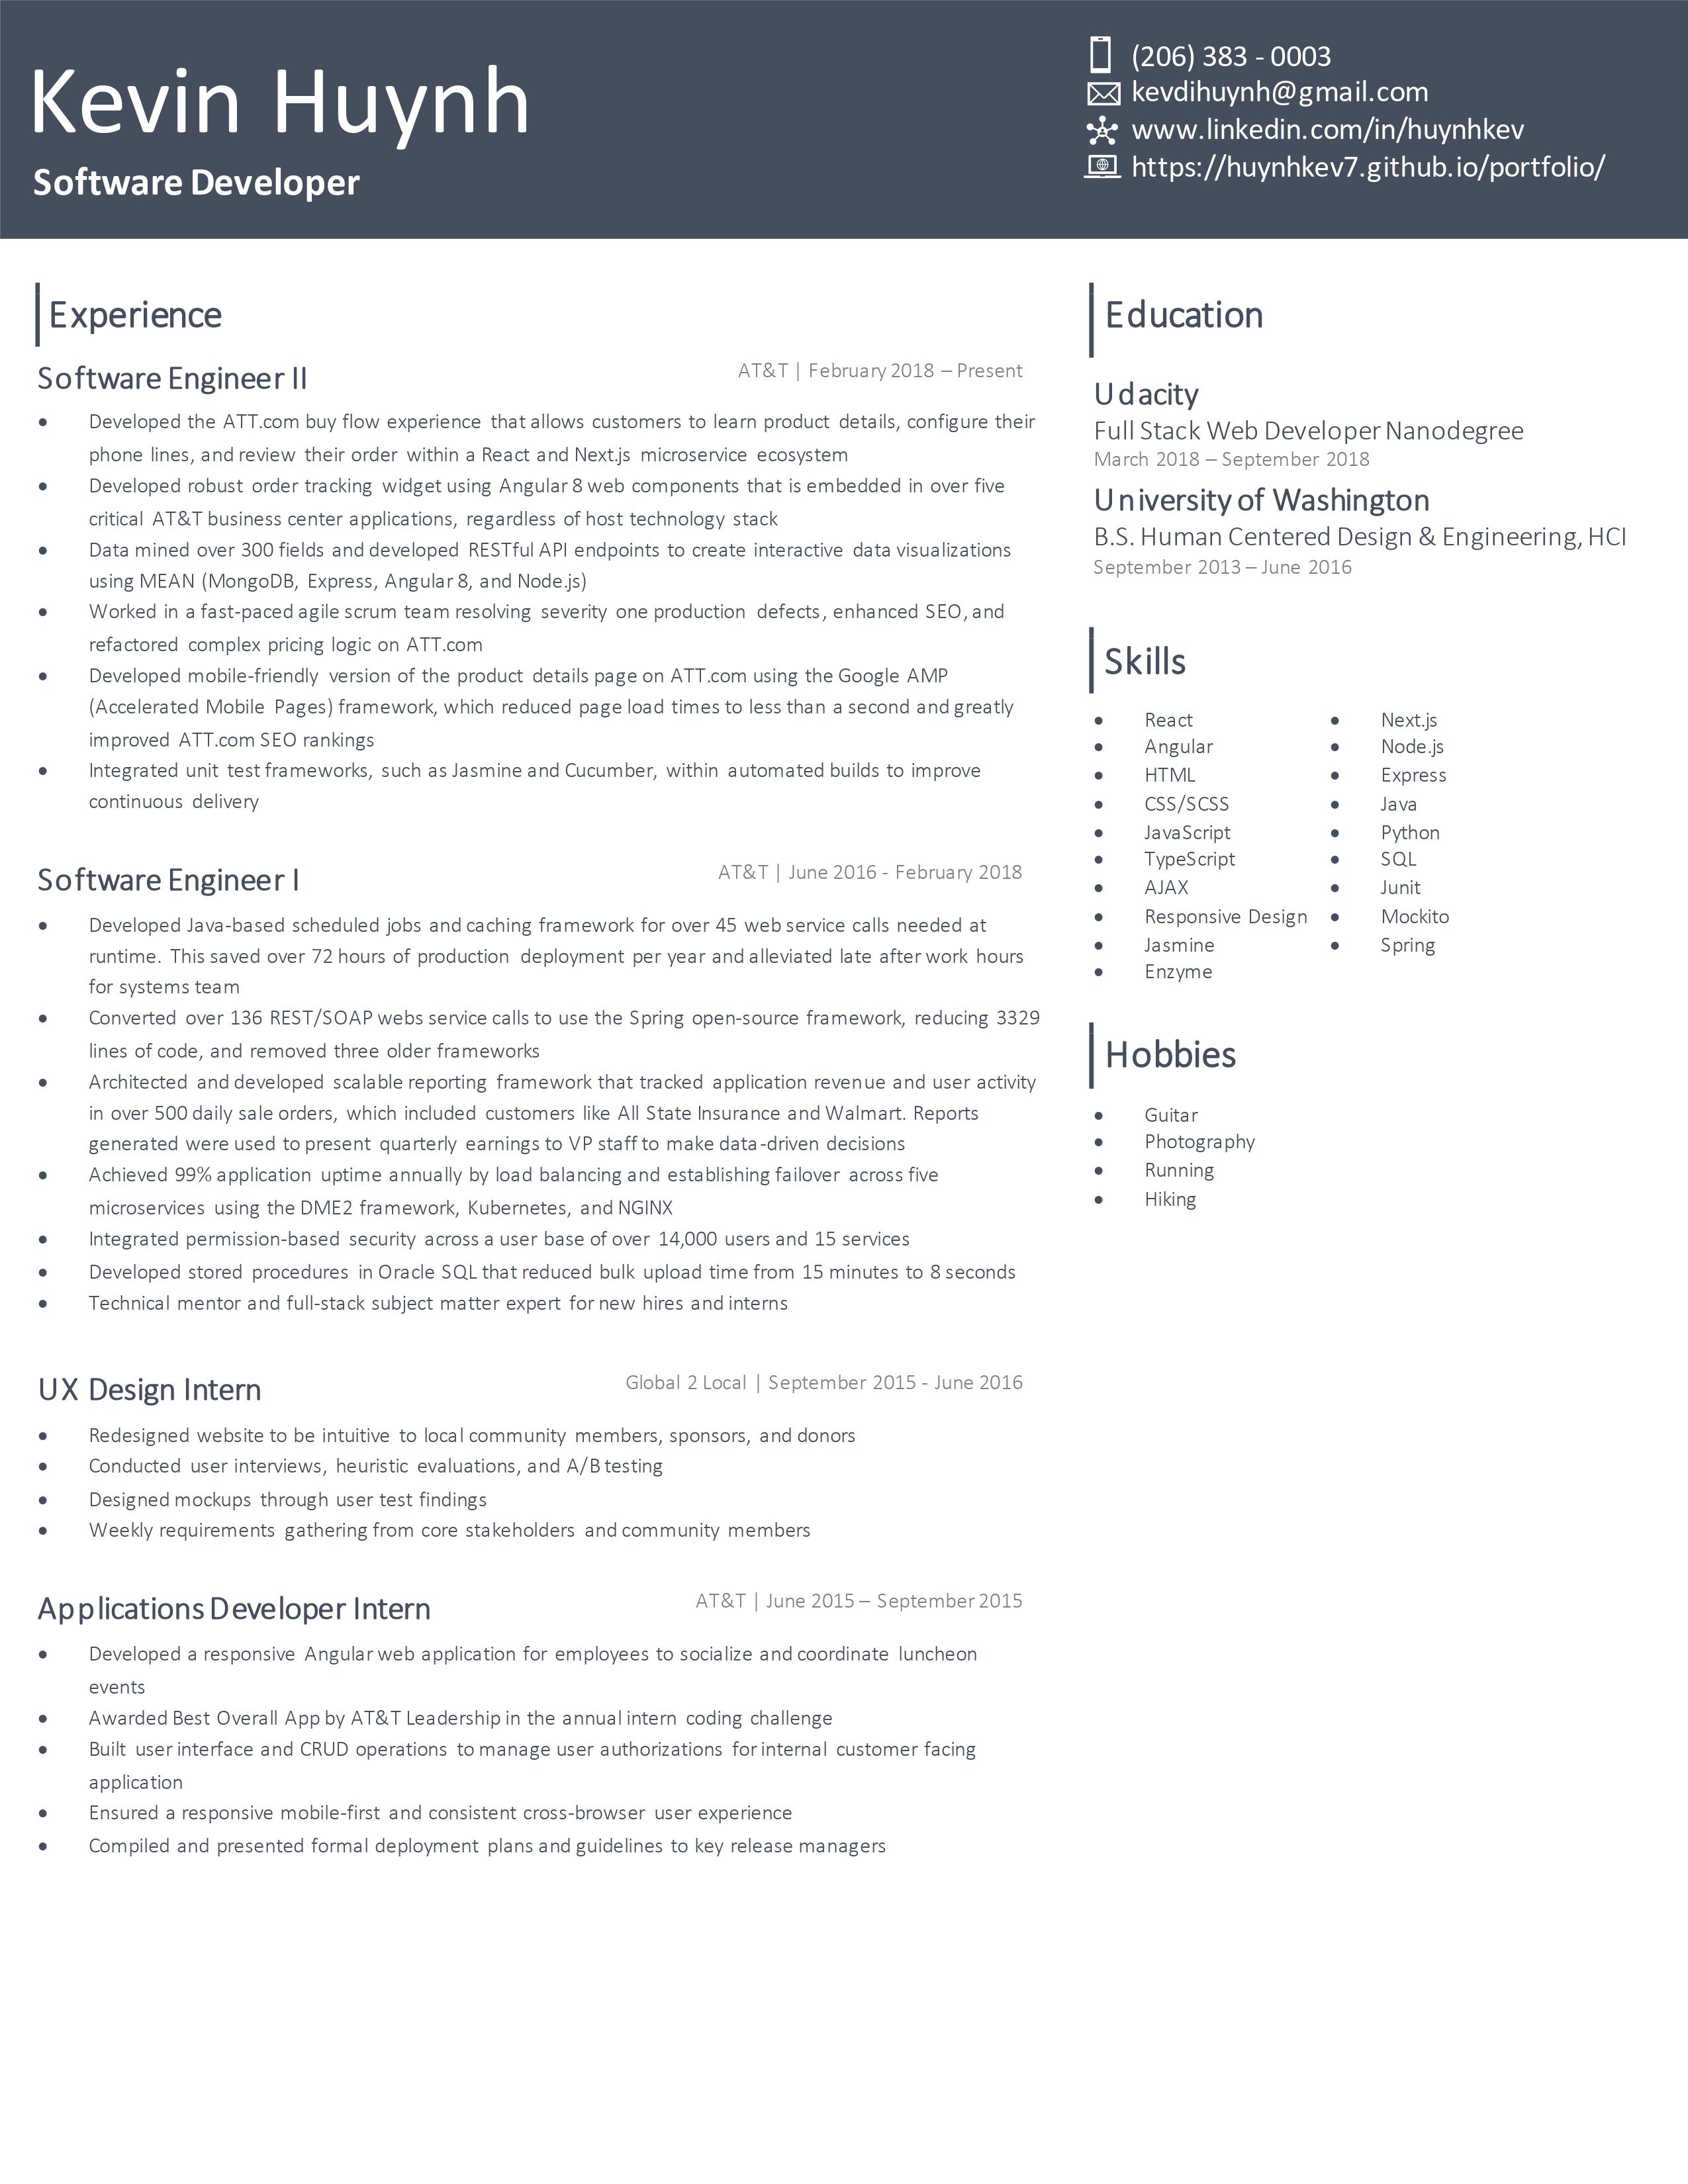 Kevin Huynh
Software Developer
(206) 383 - 0003
kevdihuynh@gmail.com
www.linkedin.com/in/huynhkev
https://huynhkev7.github.io/portfolio/
Experience
Software Engineer II
AT&T | February 2018 – Present
• Developed the ATT.com buy flow experience that allows customers to learn product details, configure their
phone lines, and review their order within a React and Next.js microservice ecosystem
• Developed robust order tracking widget using Angular 8 web components that is embedded in over five
critical AT&T business center applications, regardless of host technology stack
• Data mined over 300 fields and developed RESTful API endpoints to create interactive data visualizations
using MEAN (MongoDB, Express, Angular 8, and Node.js)
• Worked in a fast-paced agile scrum team resolving severity one production defects, enhanced SEO, and
refactored complex pricing logic on ATT.com
• Developed mobile-friendly version of the product details page on ATT.com using the Google AMP
(Accelerated Mobile Pages) framework, which reduced page load times to less than a second and greatly
improved ATT.com SEO rankings
• Integrated unit test frameworks, such as Jasmine and Cucumber, within automated builds to improve
continuous delivery
Software Engineer I
AT&T | June 2016 - February 2018
• Developed Java-based scheduled jobs and caching framework for over 45 web service calls needed at
runtime. This saved over 72 hours of production deployment per year and alleviated late after work hours
for systems team
• Converted over 136 REST/SOAP webs service calls to use the Spring open-source framework, reducing 3329
lines of code, and removed three older frameworks
• Architected and developed scalable reporting framework that tracked application revenue and user activity
in over 500 daily sale orders, which included customers like All State Insurance and Walmart. Reports
generated were used to present quarterly earnings to VP staff to make data-driven decisions
• Achieved 99% application uptime annually by load balancing and establishing failover across five
microservices using the DME2 framework, Kubernetes, and NGINX
• Integrated permission-based security across a user base of over 14,000 users and 15 services
• Developed stored procedures in Oracle SQL that reduced bulk upload time from 15 minutes to 8 seconds
• Technical mentor and full-stack subject matter expert for new hires and interns
UX Design Intern
Global 2 Local | September 2015 - June 2016
• Redesigned website to be intuitive to local community members, sponsors, and donors
• Conducted user interviews, heuristic evaluations, and A/B testing
• Designed mockups through user test findings
• Weekly requirements gathering from core stakeholders and community members
Applications Developer Intern
AT&T | June 2015 – September 2015
• Developed a responsive Angular web application for employees to socialize and coordinate luncheon
events
• Awarded Best Overall App by AT&T Leadership in the annual intern coding challenge
• Built user interface and CRUD operations to manage user authorizations for internal customer facing
application
• Ensured a responsive mobile-first and consistent cross-browser user experience
• Compiled and presented formal deployment plans and guidelines to key release managers
Education
Udacity
Full Stack Web Developer Nanodegree
March 2018 – September 2018
University of Washington
B.S. Human Centered Design & Engineering, HCI
September 2013 – June 2016
Skills
• React
• Angular
• HTML
• CSS/SCSS
• JavaScript
• TypeScript
• AJAX
• Responsive Design
• Jasmine
• Enzyme
• Next.js
• Node.js
• Express
• Java
• Python
• SQL
• Junit
• Mockito
• Spring
Hobbies
• Guitar
• Photography
• Running
• Hiking